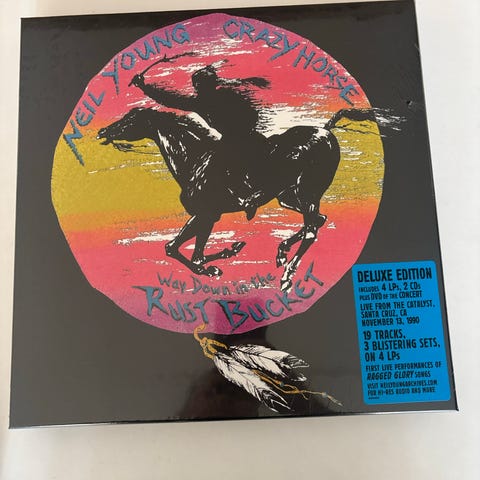 NEIL YOUNG CRAZY HORSE
Way Down in the
RUST BUCKET
DELUXE EDITION
INCLUDES 4 LPs, 2 CDs
PLUS DVD OF THE CONCERT
LIVE FROM THE CATALYST,
SANTA CRUZ, CA
NOVEMBER 13, 1990
19 TRACKS,
3 BLISTERING SETS,
ON 4 LPs
FIRST LIVE PERFORMANCES OF
RAGGED GLORY SONGS
VISIT NEILYOUNGARCHIVES.COM
FOR HI-RES AUDIO AND MORE